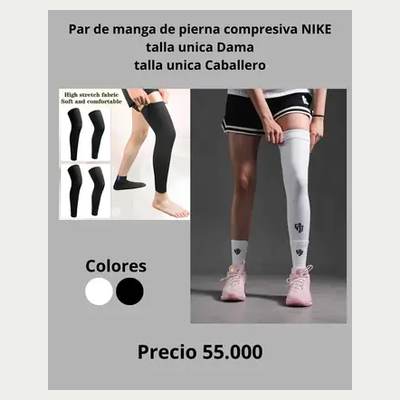 Par de manga de pierna compresiva NIKE
talla unica Dama
talla unica Caballero
High stretch fabric
Soft and comfortable
Colores
Precio 55.000